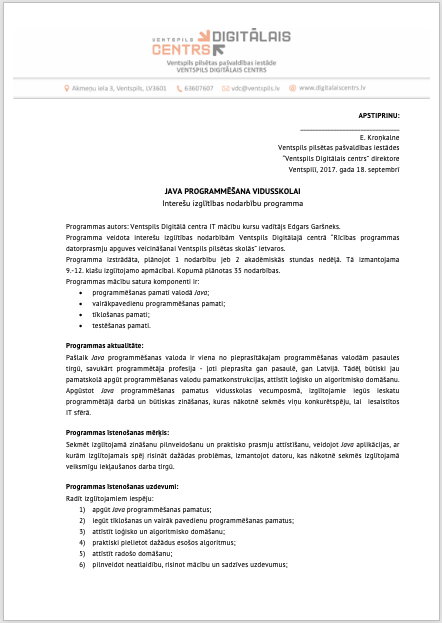 VENTSPILS DIGITĀLAIS
CENTRS
Ventspils pilsētas pašvaldības iestāde
VENTSPILS DIGITĀLAIS CENTRS
Akmeņu iela 3, Ventspils, LV3601 63607607 vdc@ventspils.lv www.digitalaiscentrs.lv
APSTIPRINU:
E. Kroņkalne
Ventspils pilsētas pašvaldības iestādes
"Ventspils Digitālais centrs" direktore
Ventspilī, 2017. gada 18. septembrī
JAVA PROGRAMMĒŠANA VIDUSSKOLAI
Interešu izglītības nodarbību programma
Programmas autors: Ventspils Digitālā centra IT mācību kursu vadītājs Edgars Garšneks.
Programma veidota interešu izglītības nodarbībām Ventspils Digitālajā centrā "Rīcības programmas
datorprasmju apguves veicināšanai Ventspils pilsētas skolās" ietvaros.
Programma izstrādāta, plānojot 1 nodarbību jeb 2 akadēmiskās stundas nedēļā. Tā izmantojama
9.-12. klašu izglītojamo apmācībai. Kopumā plānotas 35 nodarbības.
Programmas mācību satura komponenti ir:
• programmēšanas pamati valodā Java;
• vairākpavedienu programmēšanas pamati;
• tīklošanas pamati;
• testēšanas pamati.
Programmas aktualitāte:
Pašlaik Java programmēšanas valoda ir viena no pieprasītākajam programmēšanas valodām pasaules
tirgū, savukārt programmētāja profesija - ļoti pieprasīta gan pasaulē, gan Latvijā. Tādēļ būtiski jau
pamatskolā apgūt programmēšanas valodu pamatkonstrukcijas, attīstīt loģisko un algoritmisko domāšanu.
Apgūstot Java programmēšanas pamatus vidusskolas vecumposmā, izglītojamie iegūs ieskatu
programmētāja darbā un būtiskas zināšanas, kuras nākotnē sekmēs viņu konkurētspēju, lai iesaistītos
IT sfērā.
Programmas īstenošanas mērķis:
Sekmēt izglītojamā zināšanu pilnveidošanu un praktisko prasmju attīstīšanu, veidojot Java aplikācijas, ar
kurām izglītojamais spēj risināt dažādas problēmas, izmantojot datoru, kas nākotnē sekmēs izglītojamā
veiksmīgu iekļaušanos darba tirgū.
Programmas īstenošanas uzdevumi:
Radīt izglītojamiem iespēju:
1) apgūt Java programmēšanas pamatus;
2) iegūt tīklošanas un vairāk pavedienu programmēšanas pamatus;
3) attīstīt loģisko un algoritmisko domāšanu;
4) praktiski pielietot dažādus esošos algoritmus;
5) attīstīt radošo domāšanu;
6) pilnveidot neatlaidību, risinot mācību un sadzīves uzdevumus;